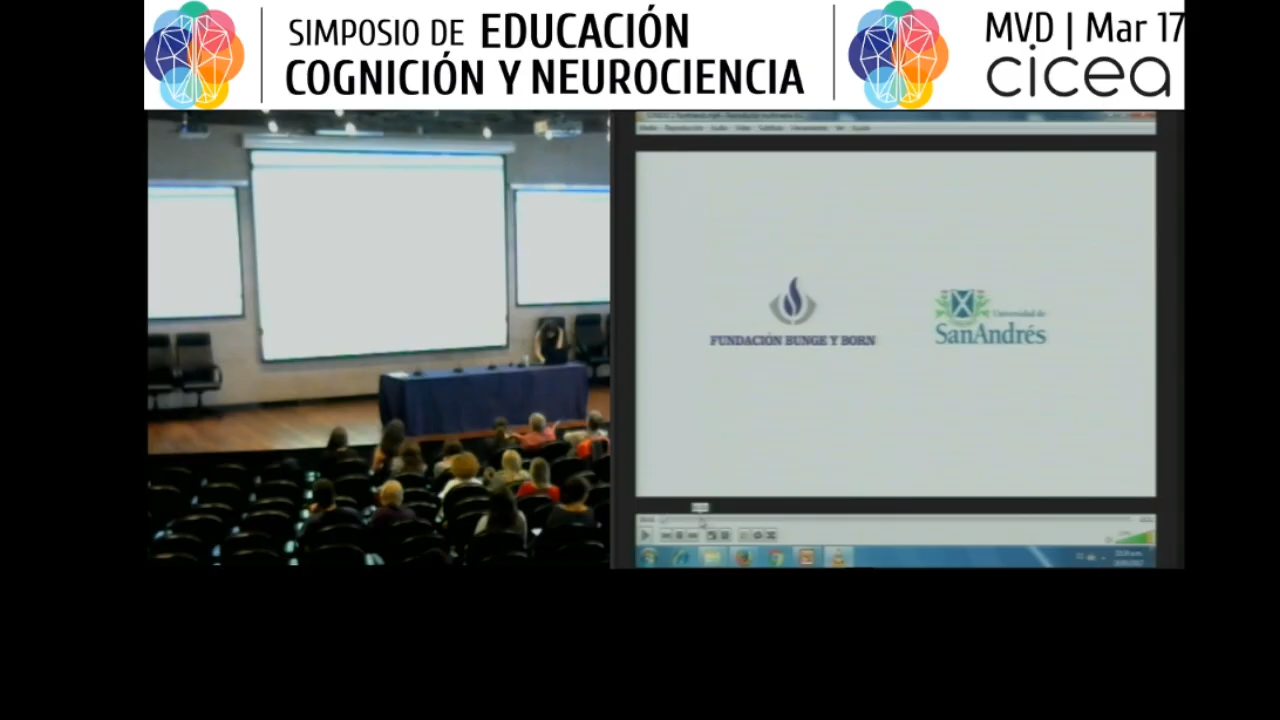 SIMPOSIO DE EDUCACIÓN
COGNICIÓN Y NEUROCIENCIA
MVD | Mar 17
cicea
FUNDACIÓN BUNGE Y BORN
Universidad de
SanAndrés